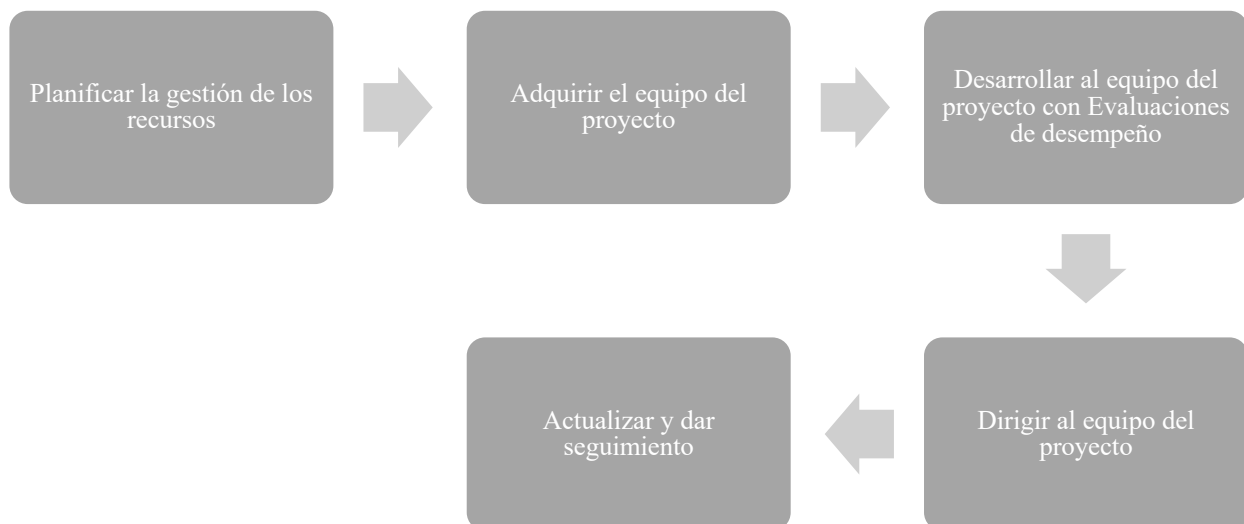 Planificar la gestión de los
recursos
Adquirir el equipo del
proyecto
Desarrollar al equipo del
proyecto con Evaluaciones
de desempeño
Dirigir al equipo del
proyecto
Actualizar y dar
seguimiento